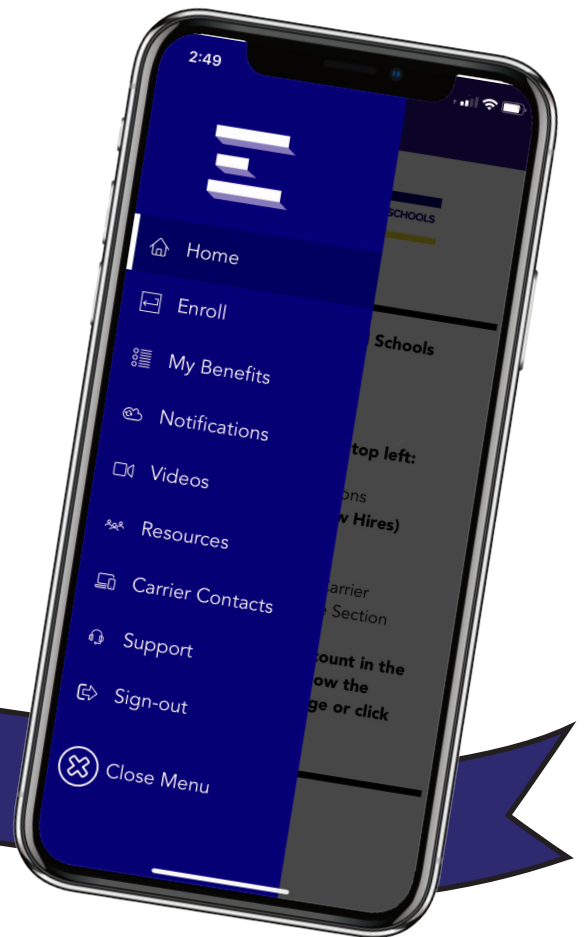 2:49
SCHOOLS
Home
Enroll
Schools
My Benefits
Notifications
top left:
Videos
ons
w Hires)
Resources
Carrier Contacts
arrier
Section
Support
count in the
ow the
ge or click
Sign-out
Close Menu